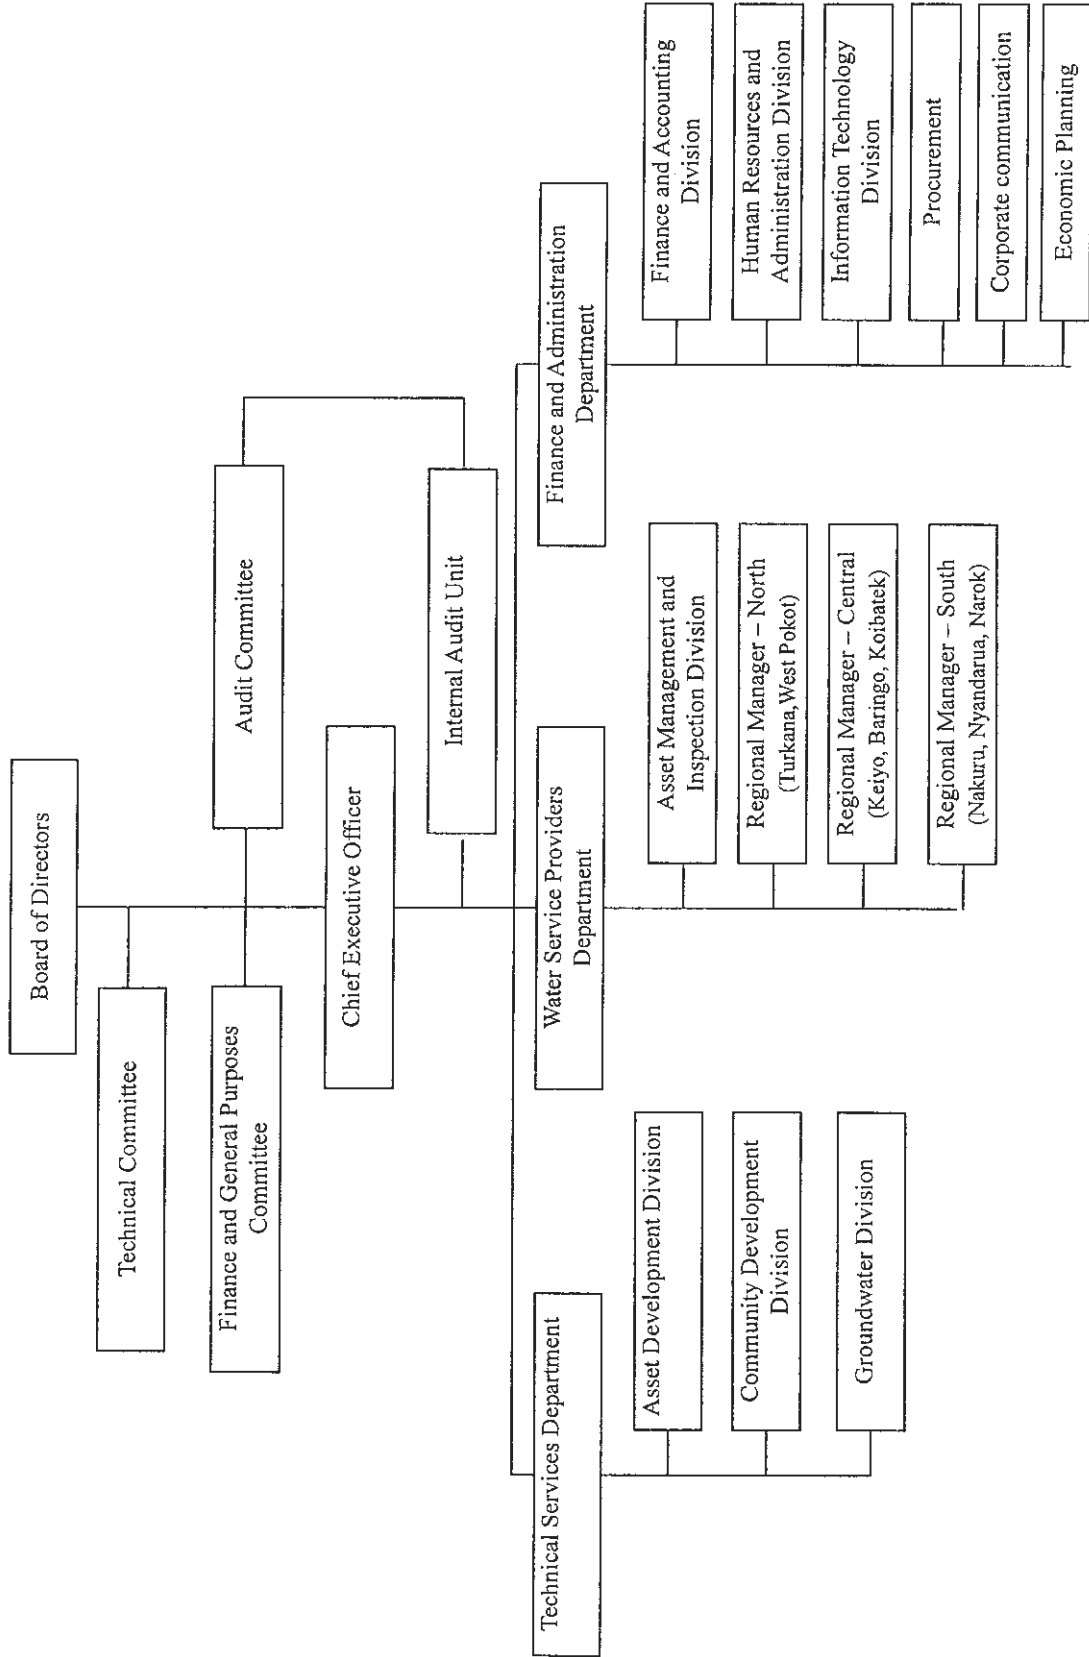 Board of Directors
Technical Committee
Finance and General Purposes
Committee
Audit Committee
Chief Executive Officer
Internal Audit Unit
Technical Services Department
Water Service Providers
Department
Finance and Administration
Department
Asset Development Division
Community Development
Division
Groundwater Division
Asset Management and
Inspection Division
Regional Manager – North
(Turkana,West Pokot)
Regional Manager – Central
(Keiyo, Baringo, Koibatek)
Regional Manager – South
(Nakuru, Nyandarua, Narok)
Finance and Accounting
Division
Human Resources and
Administration Division
Information Technology
Division
Procurement
Corporate communication
Economic Planning